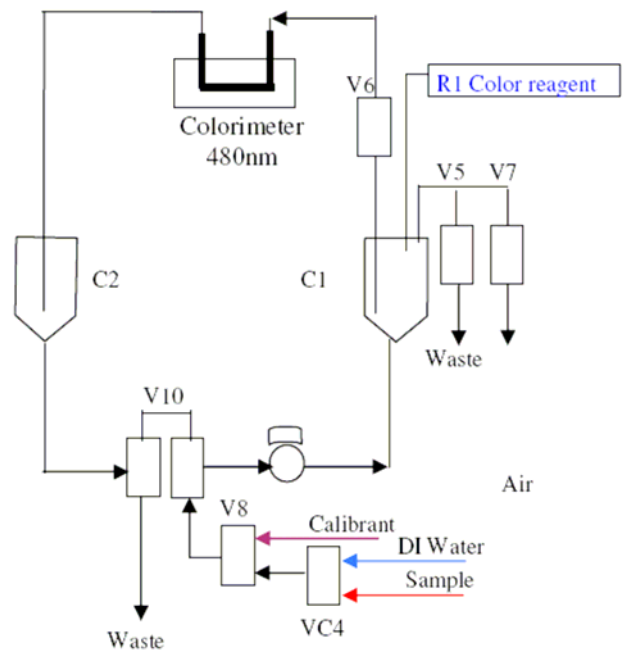 V6
R1 Color reagent
Colorimeter
480nm
V5
V7
C2
C1
Waste
V10
Air
V8
Calibrant
DI Water
Sample
VC4
Waste